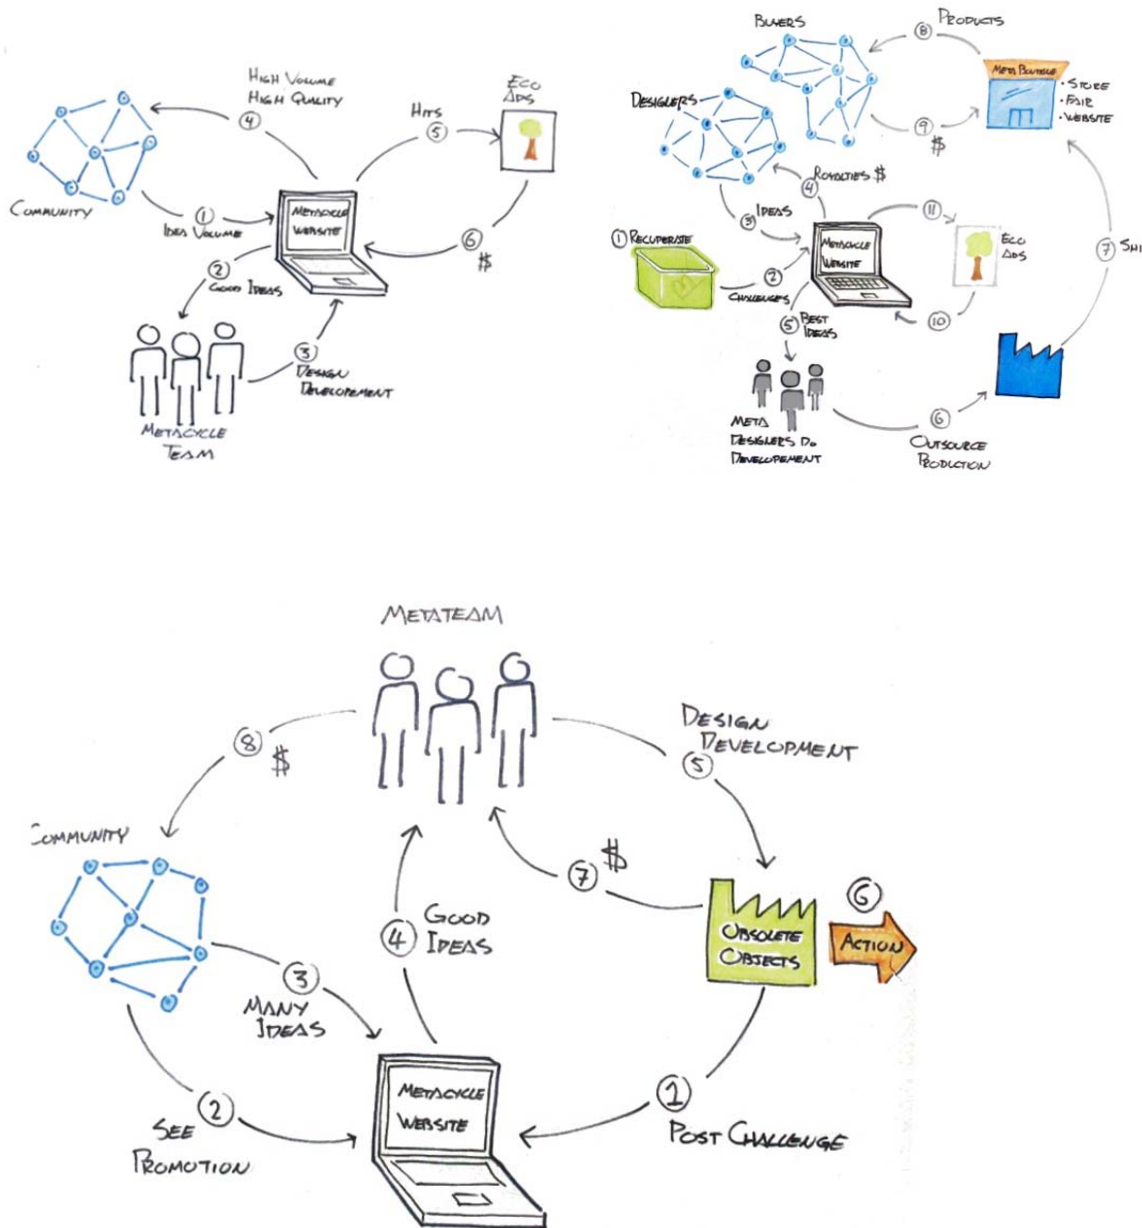 HIGH VOLUME
HIGH QUALITY
4
HITS
5
ECO
ADS
COMMUNITY
1
IDEA VOLUME
METACYCLE
WEBSITE
6
$
2
GOOD IDEAS
3
DESIGN
DEVELOPEMENT
METACYCLE
TEAM
BUYERS
8
PRODUCTS
META BOUTIQUE
• STORE
• FAIR
• WEBSITE
DESIGNERS
9
$
4
ROYALTIES $
3
IDEAS
11
1
RECUPERATE
METACYCLE
WEBSITE
ECO
ADS
7
2
CHALLENGES
5
BEST
IDEAS
10
META
DESIGNERS DO
DEVELOPEMENT
6
OUTSOURCE
PRODUCTION
METATEAM
8
$
DESIGN
DEVELOPMENT
5
COMMUNITY
7
$
4
GOOD
IDEAS
6
OBSOLETE
OBJECTS
ACTION
3
MANY
IDEAS
METACYCLE
WEBSITE
2
SEE
PROMOTION
1
POST CHALLENGE